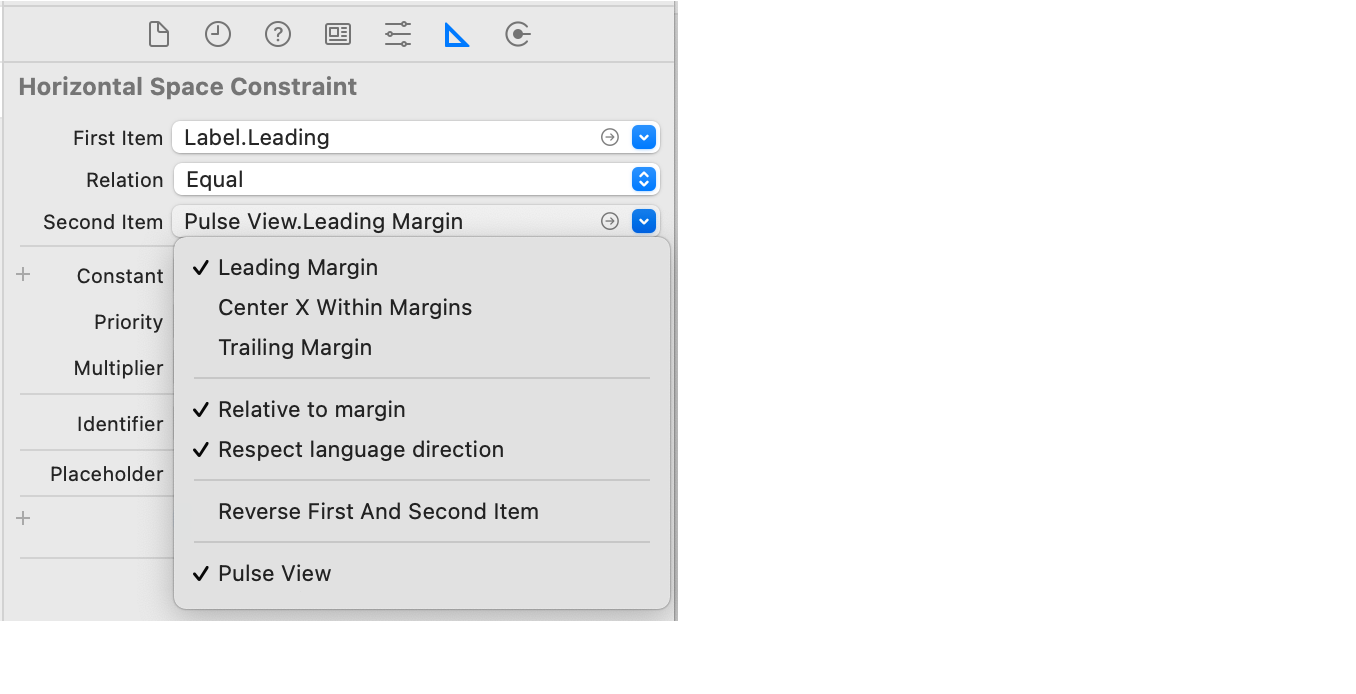 Horizontal Space Constraint
First Item Label.Leading
Relation Equal
Second Item Pulse View.Leading Margin
✓ Leading Margin
Constant
Center X Within Margins
Priority
Trailing Margin
Multiplier
✓ Relative to margin
Identifier
✓ Respect language direction
Placeholder
Reverse First And Second Item
✓ Pulse View